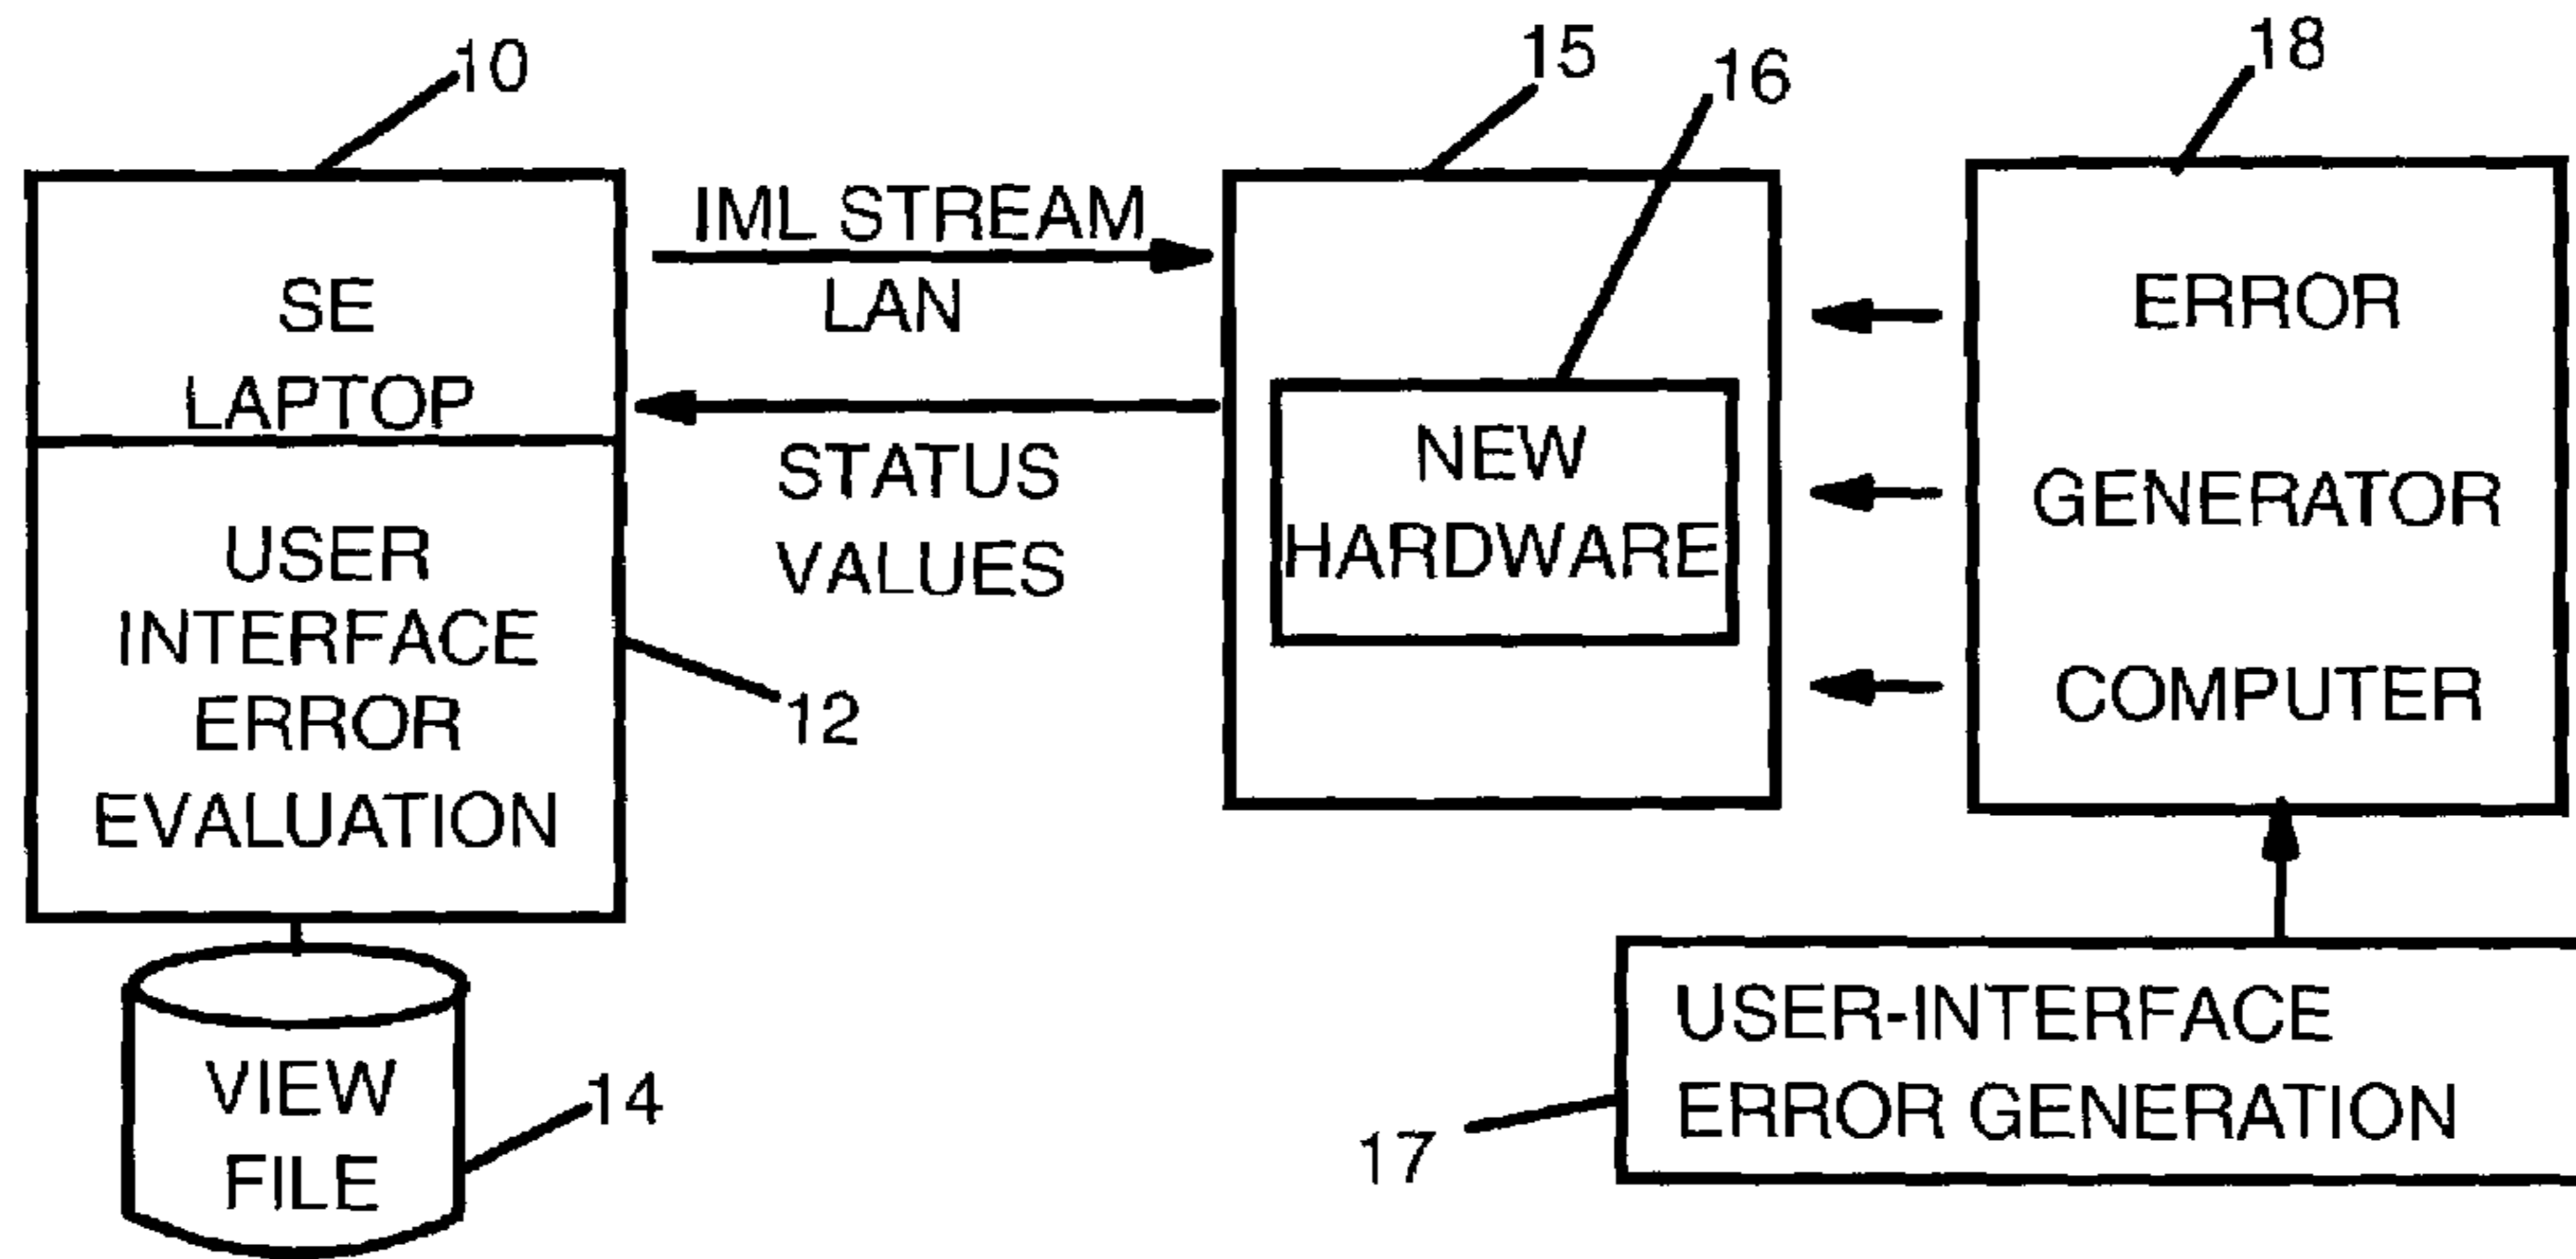 10
15
16
18
SE
LAPTOP
USER
INTERFACE
ERROR
EVALUATION
12
VIEW
FILE
14
IML STREAM
LAN
STATUS
VALUES
NEW
HARDWARE
ERROR
GENERATOR
COMPUTER
USER-INTERFACE
ERROR GENERATION
17